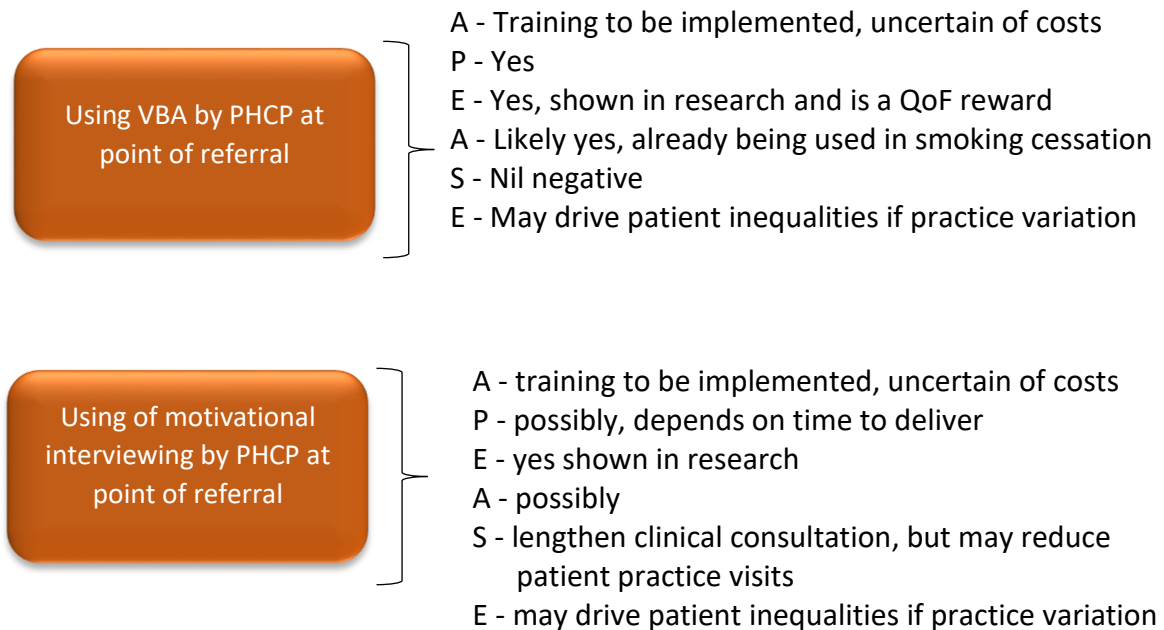 Using VBA by PHCP at
point of referral
A - Training to be implemented, uncertain of costs
P - Yes
E - Yes, shown in research and is a QoF reward
A - Likely yes, already being used in smoking cessation
S - Nil negative
E - May drive patient inequalities if practice variation
Using of motivational
interviewing by PHCP at
point of referral
A - training to be implemented, uncertain of costs
P - possibly, depends on time to deliver
E - yes shown in research
A - possibly
S - lengthen clinical consultation, but may reduce
patient practice visits
E - may drive patient inequalities if practice variation